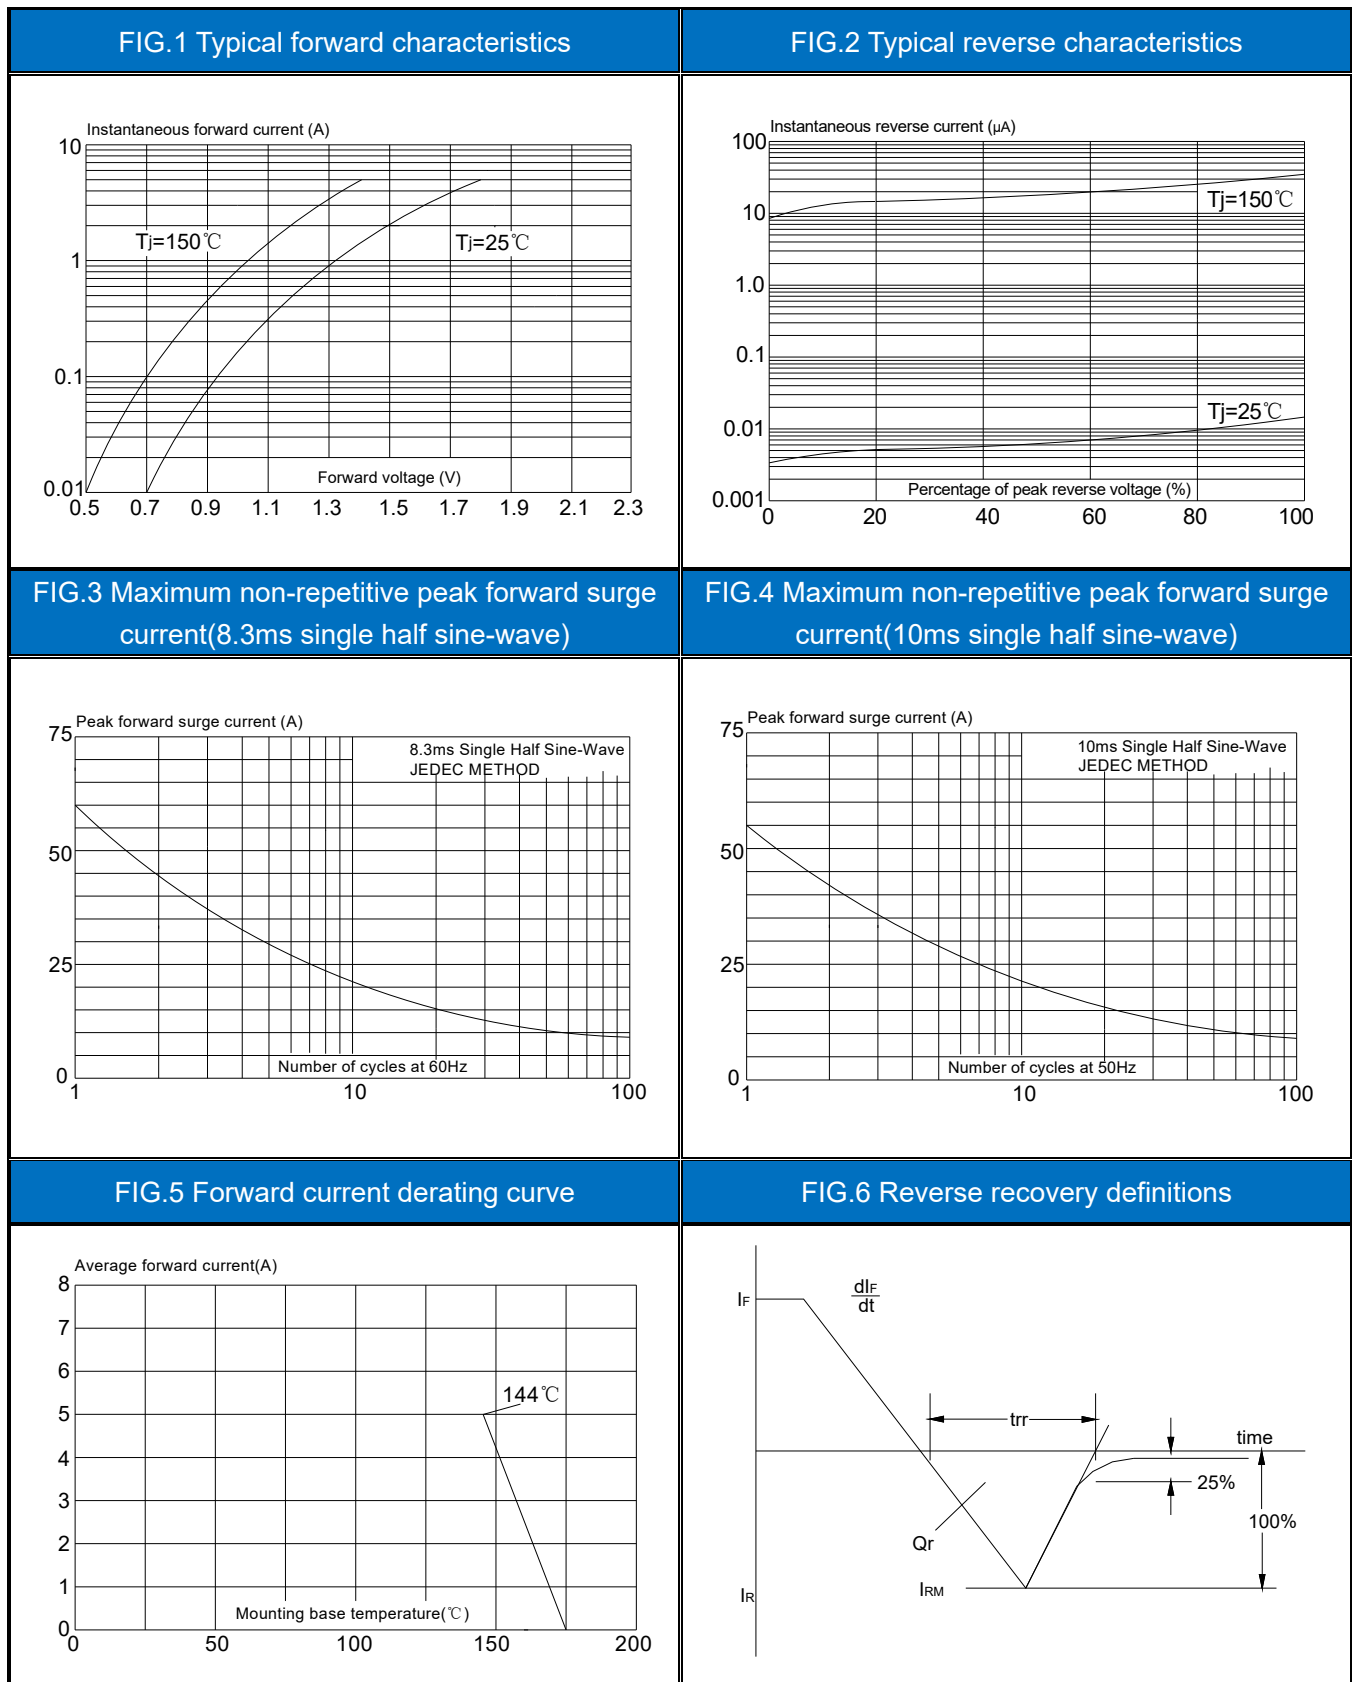 FIG.1 Typical forward characteristics
Instantaneous forward current (A)
10
1
0.1
0.01
Tj=150℃
Tj=25℃
Forward voltage (V)
0.5 0.7 0.9 1.1 1.3 1.5 1.7 1.9 2.1 2.3
FIG.2 Typical reverse characteristics
Instantaneous reverse current (μA)
100
10
1.0
0.1
0.01
0.001
Tj=150℃
Tj=25℃
Percentage of peak reverse voltage (%)
0 20 40 60 80 100
FIG.3 Maximum non-repetitive peak forward surge
current(8.3ms single half sine-wave)
Peak forward surge current (A)
75
50
25
0
8.3ms Single Half Sine-Wave
JEDEC METHOD
Number of cycles at 60Hz
1 10 100
FIG.4 Maximum non-repetitive peak forward surge
current(10ms single half sine-wave)
Peak forward surge current (A)
75
50
25
0
10ms Single Half Sine-Wave
JEDEC METHOD
Number of cycles at 50Hz
1 10 100
FIG.5 Forward current derating curve
Average forward current(A)
8
7
6
5
4
3
2
1
0
144℃
Mounting base temperature(℃)
0 50 100 150 200
FIG.6 Reverse recovery definitions
IF
dIF
dt
trr
time
25%
100%
Qr
IRM
IR